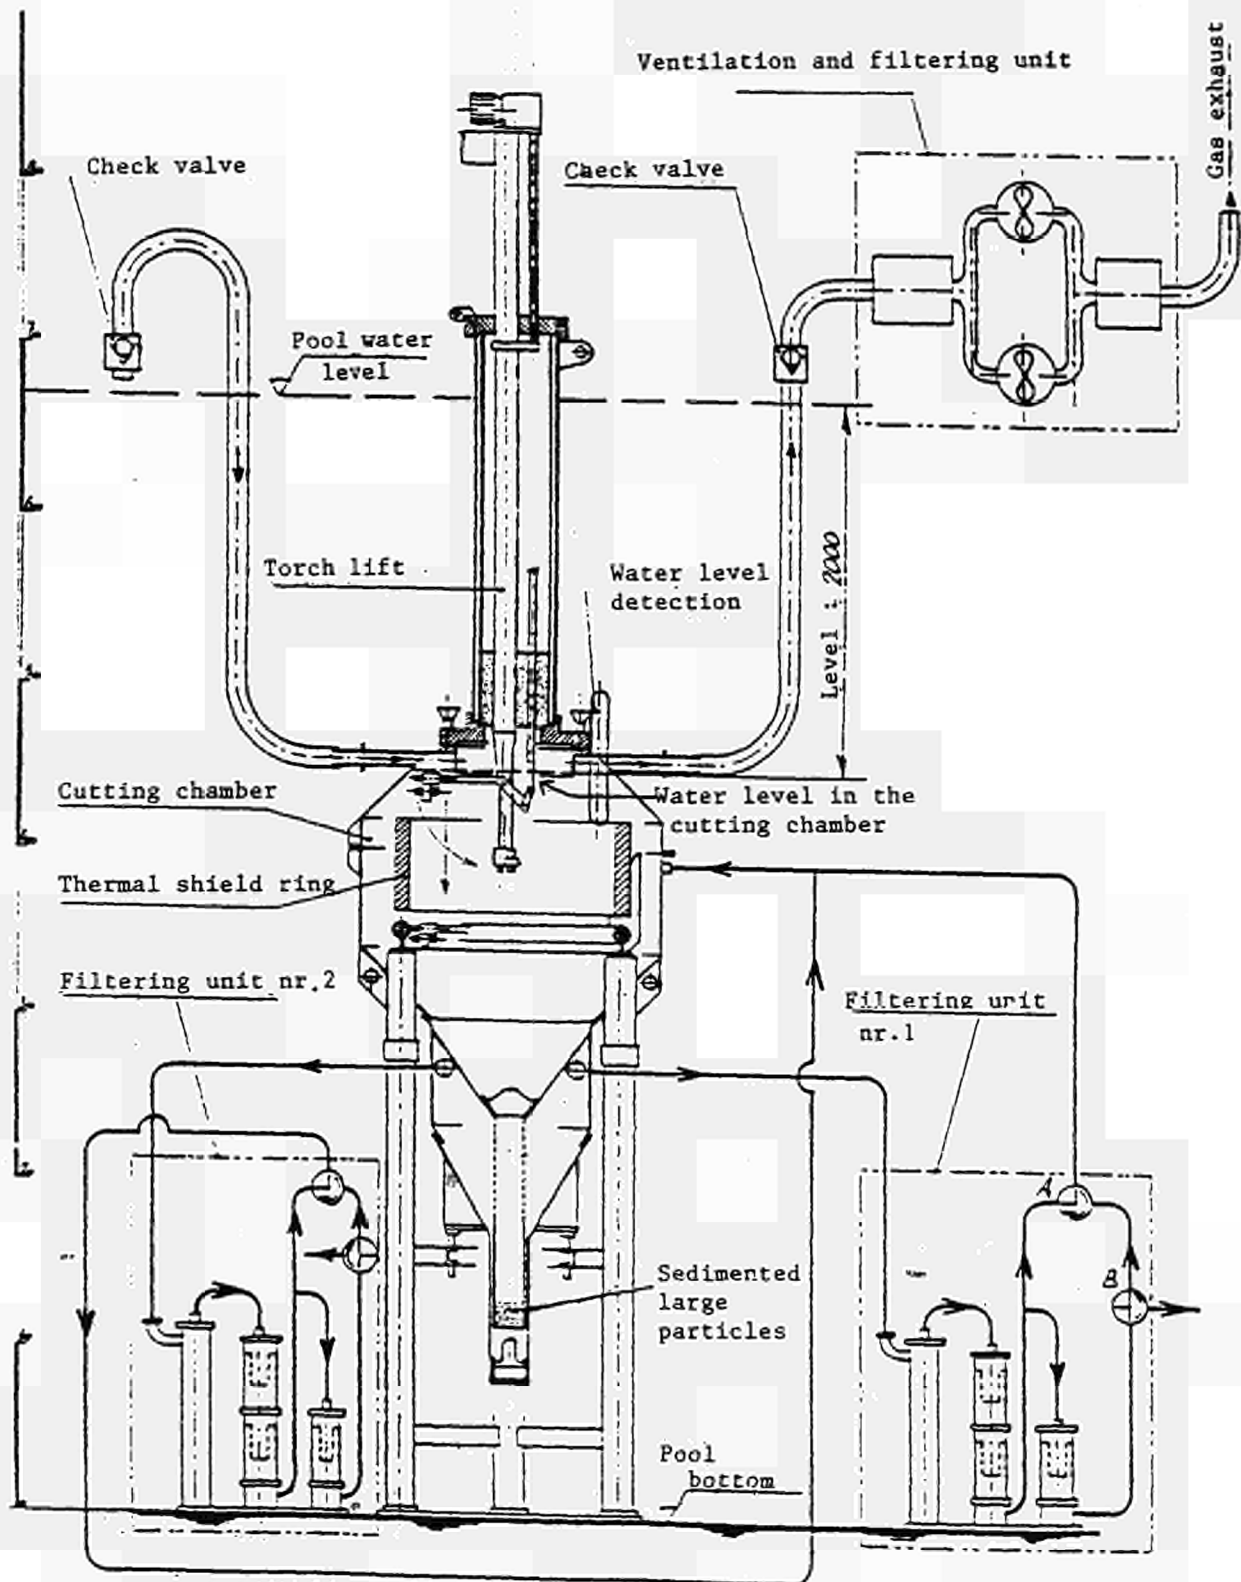 Ventilation and filtering unit
Gas exhaust
Check valve
Check valve
Pool water
level
Torch lift
Water level
detection
Level : 2000
Cutting chamber
Water level in the
cutting chamber
Thermal shield ring
Filtering unit nr.2
Filtering unit
nr.1
A
B
Sedimented
large
particles
Pool
bottom